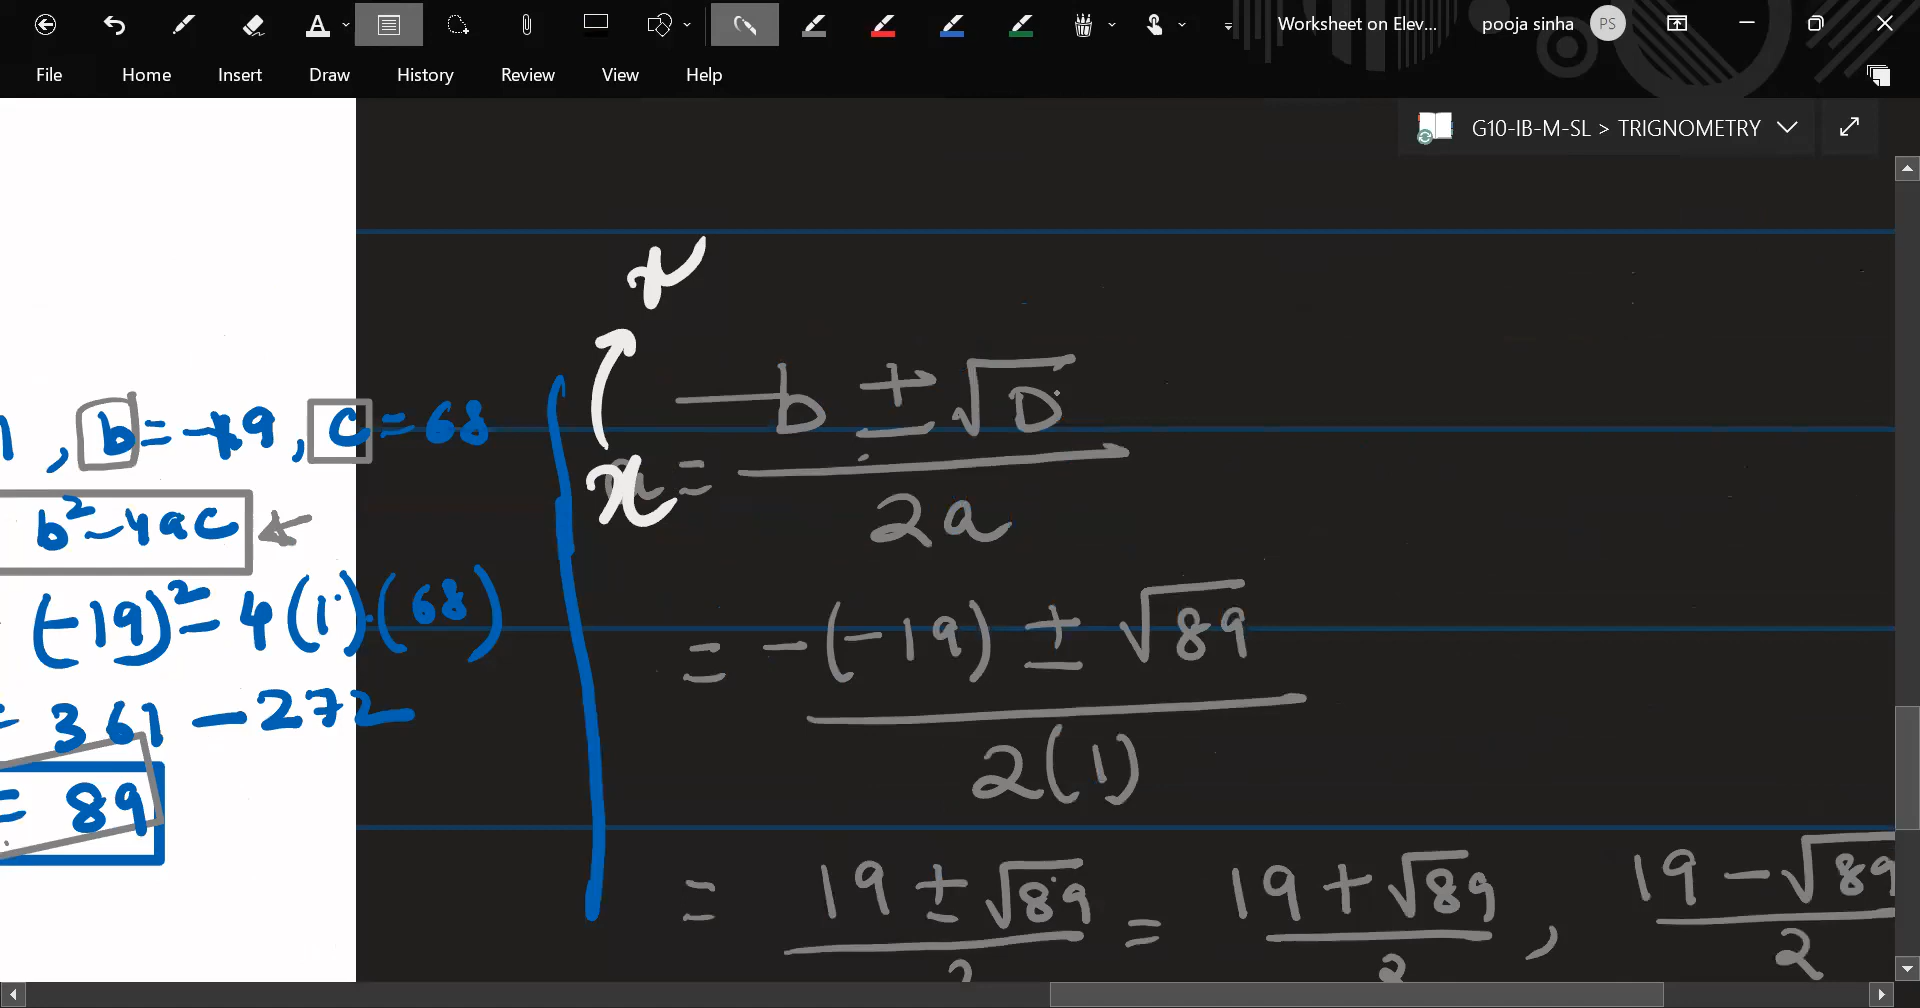 Worksheet on Elev... pooja sinha PS
File Home Insert Draw History Review View Help
G10-IB-M-SL > TRIGNOMETRY
1, b = -19, c = 68
b² - 4ac
(-19)² - 4(1).(68)
= 361 - 272
= 89
x
x = -b ± √D
2a
= -(-19) ± √89
2(1)
= 19 ± √89 = 19 + √89 , 19 - √89
2 2 2